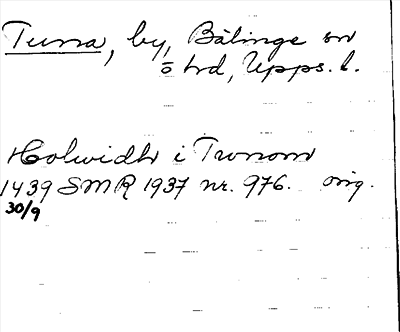 Tuna, by, Bälinge sn
o hd, Upps. l.
Holwidh i Twnom
1439 SMR 1937 nr. 976. orig.
30/9